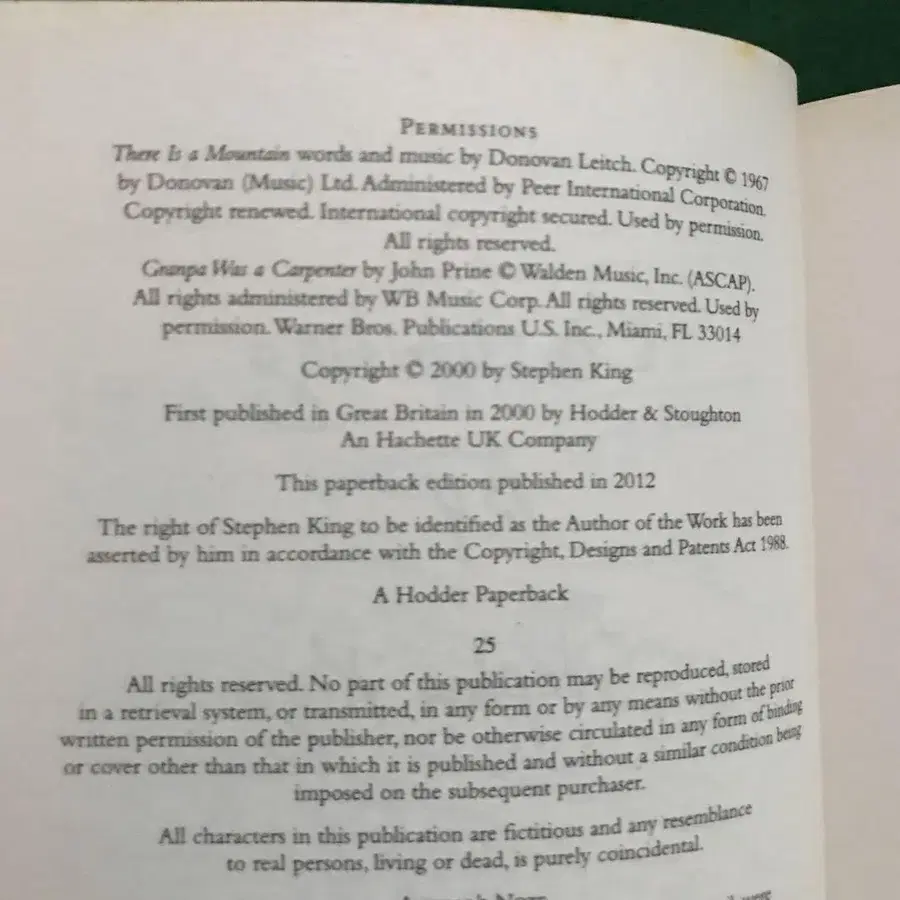 PERMISSIONS
There Is a Mountain words and music by Donovan Leitch. Copyright © 1967
by Donovan (Music) Ltd. Administered by Peer International Corporation.
Copyright renewed. International copyright secured. Used by permission.
All rights reserved.
Granpa Was a Carpenter by John Prine © Walden Music, Inc. (ASCAP).
All rights administered by WB Music Corp. All rights reserved. Used by
permission. Warner Bros. Publications U.S. Inc., Miami, FL 33014
Copyright © 2000 by Stephen King
First published in Great Britain in 2000 by Hodder & Stoughton
An Hachette UK Company
This paperback edition published in 2012
The right of Stephen King to be identified as the Author of the Work has been
asserted by him in accordance with the Copyright, Designs and Patents Act 1988.
A Hodder Paperback
25
All rights reserved. No part of this publication may be reproduced, stored
in a retrieval system, or transmitted, in any form or by any means without the prior
written permission of the publisher, nor be otherwise circulated in any form of binding
or cover other than that in which it is published and without a similar condition being
imposed on the subsequent purchaser.
All characters in this publication are fictitious and any resemblance
to real persons, living or dead, is purely coincidental.
were